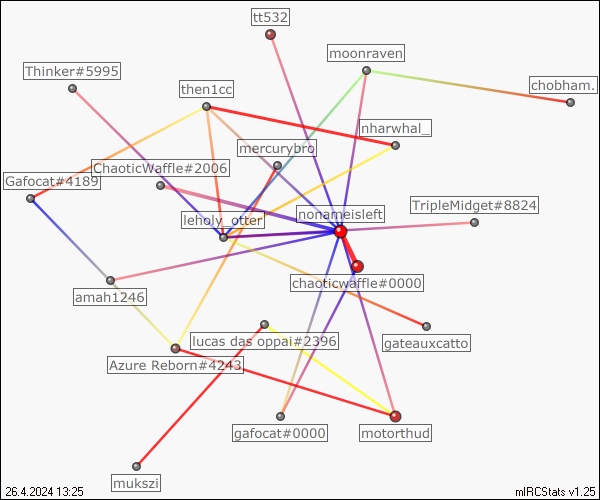 tt532
moonraven
Thinker#5995
then1cc
chobham.
nharwhal_
mercurybro
ChaoticWaffle#2006
Gafocat#4189
TripleMidget#8824
nonameisleft
leholy_otter
chaoticwaffle#0000
amah1246
lucas das oppai#2396
gateauxcatto
Azure Reborn#4243
gafocat#0000
motorthud
mukszi
26.4.2024 13:25
mIRCStats v1.25